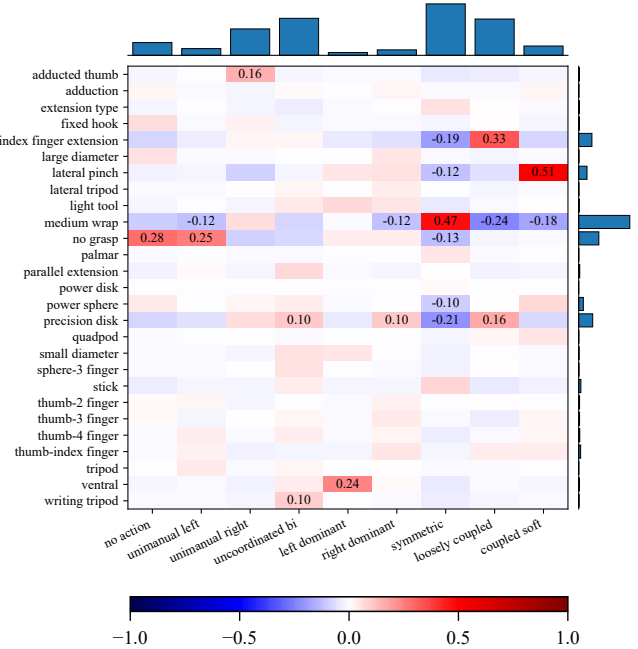 adducted thumb 0.16
adduction
extension type
fixed hook
index finger extension -0.19 0.33
large diameter
lateral pinch -0.12 0.51
lateral tripod
light tool
medium wrap -0.12 -0.12 0.47 -0.24 -0.18
no grasp 0.28 0.25 -0.13
palmar
parallel extension
power disk
power sphere -0.10
precision disk 0.10 0.10 -0.21 0.16
quadpod
small diameter
sphere-3 finger
stick
thumb-2 finger
thumb-3 finger
thumb-4 finger
thumb-index finger
tripod
ventral 0.24
writing tripod 0.10
no action unimanual left unimanual right uncoordinated bi left dominant right dominant symmetric loosely coupled coupled soft
−1.0 −0.5 0.0 0.5 1.0